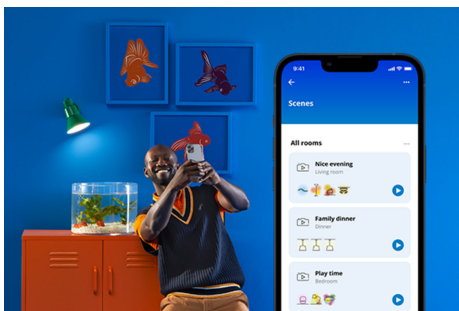 9:41
Scenes
All rooms
Nice evening
Living room
Family dinner
Dinner
Play time
Bedroom